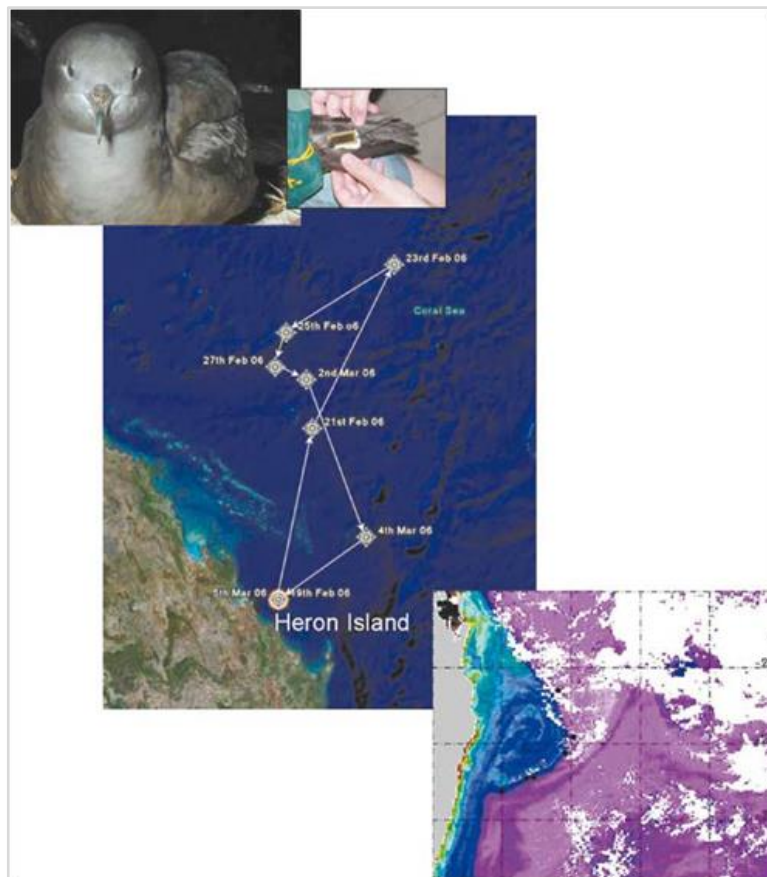 23rd Feb 06
Coral Sea
25th Feb o6
27th Feb 06
2nd Mar 06
21st Feb 06
4th Mar 06
5th Mar 06
19th Feb 06
Heron Island